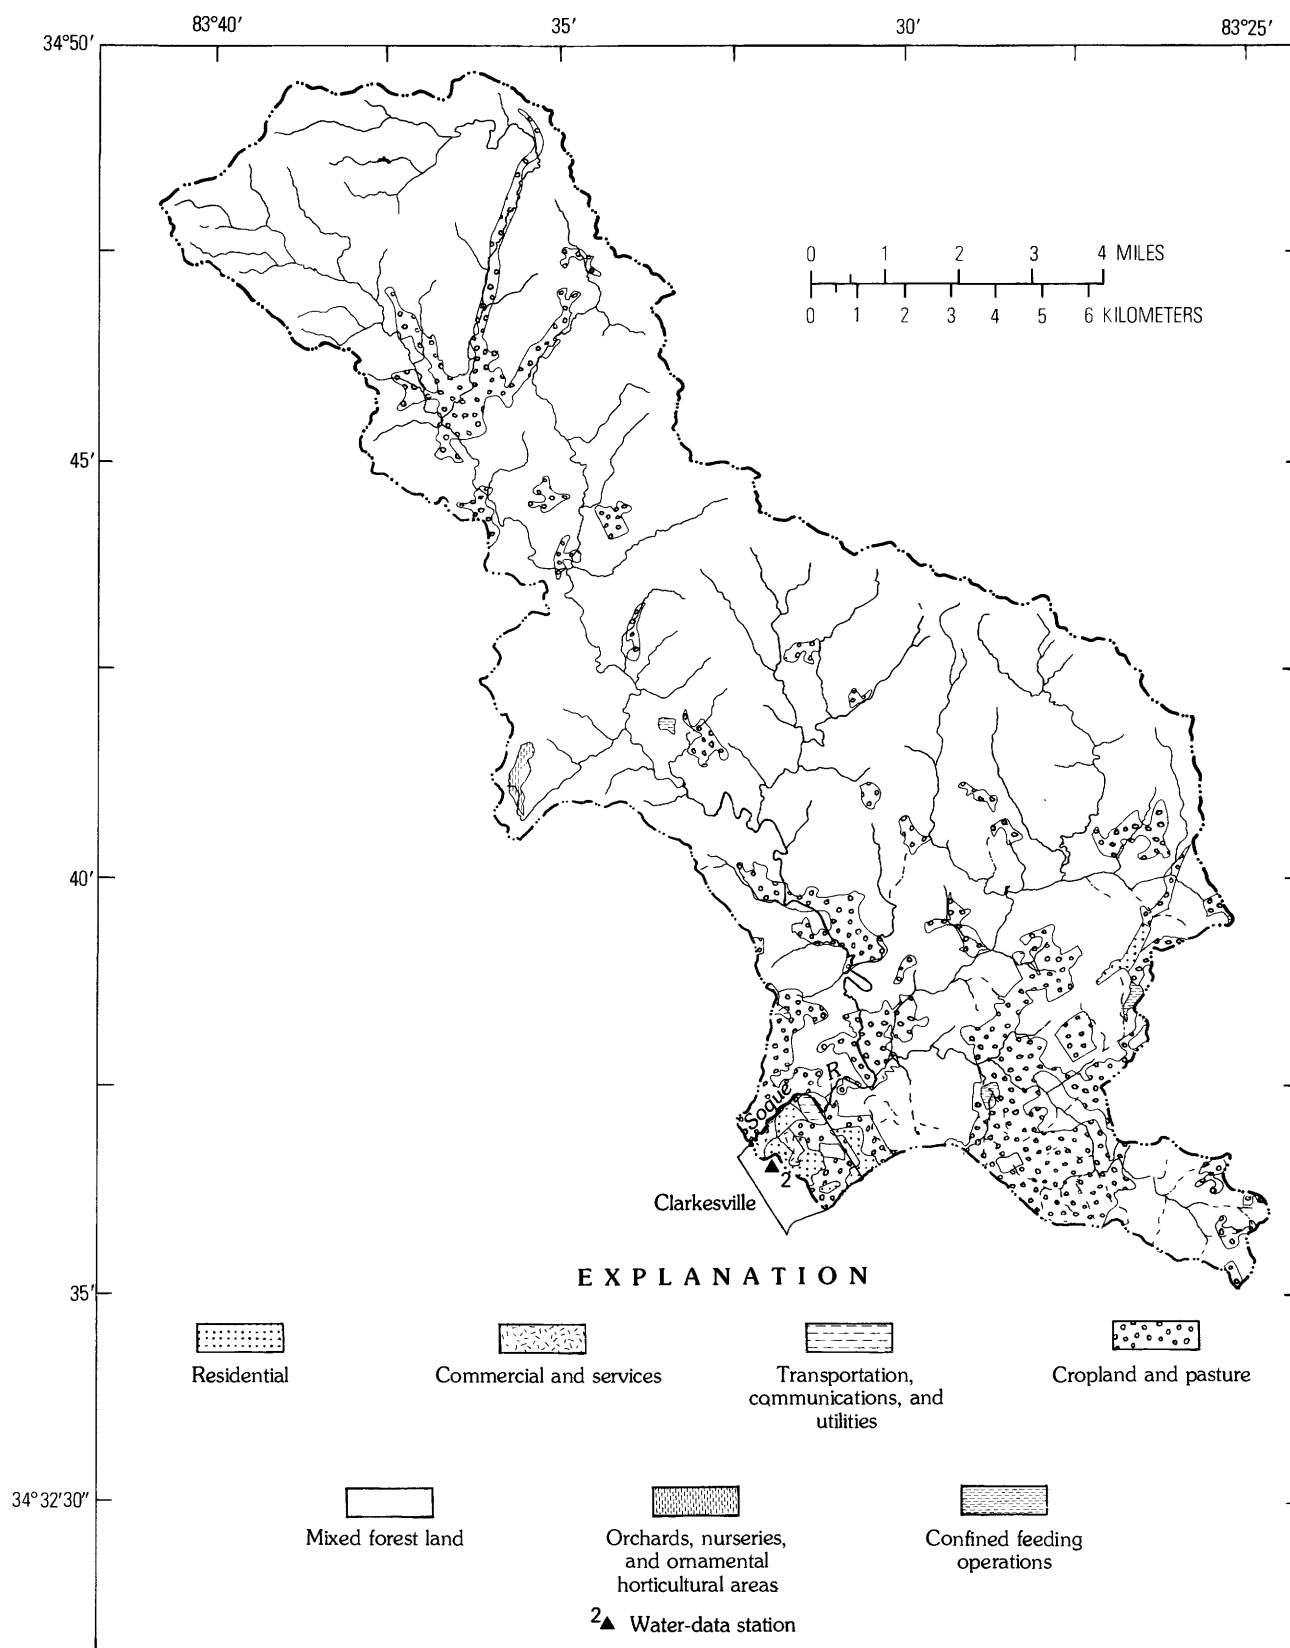 83°40′ 35′ 30′ 83°25′
34°50′
0 1 2 3 4 MILES
0 1 2 3 4 5 6 KILOMETERS
45′
40′
Soque R
2
Clarkesville
EXPLANATION
35′
Residential
Commercial and services
Transportation,
communications, and
utilities
Cropland and pasture
34°32′30″
Mixed forest land
Orchards, nurseries,
and ornamental
horticultural areas
Confined feeding
operations
2 Water-data station